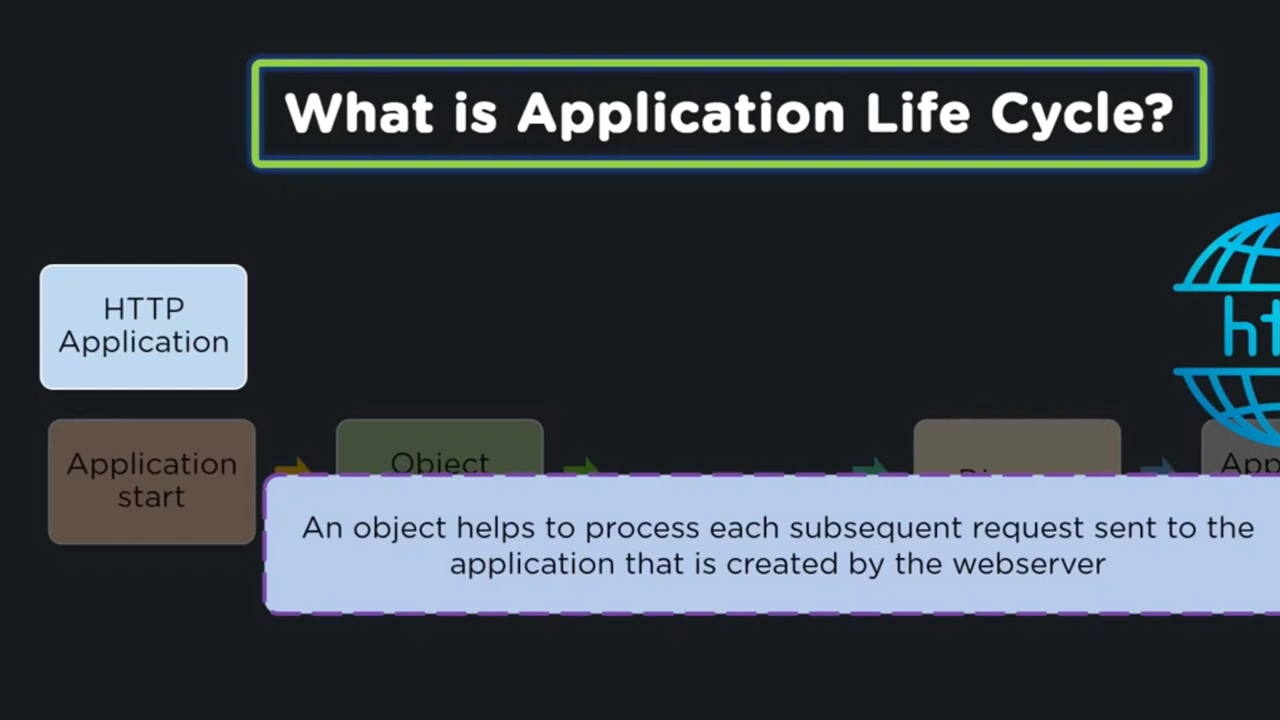 What is Application Life Cycle?
HTTP
Application
Application
start
Object
An object helps to process each subsequent request sent to the
application that is created by the webserver